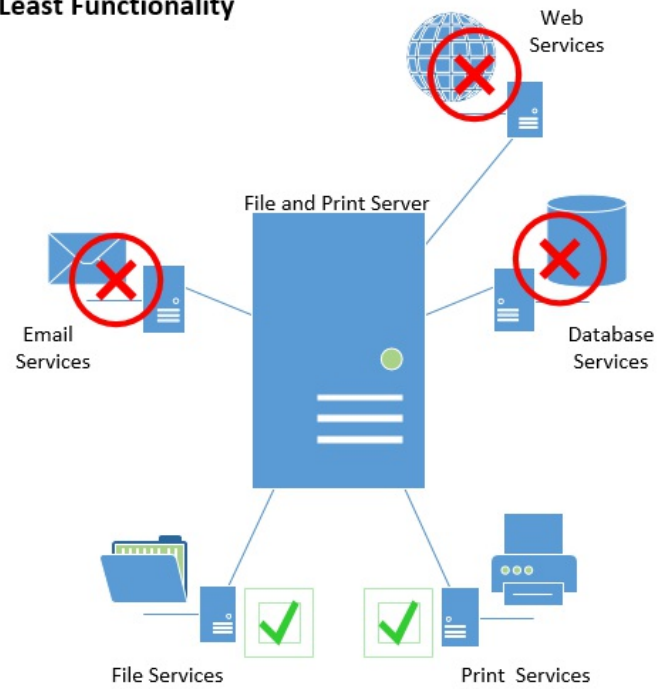 Least Functionality
Web
Services
File and Print Server
Email
Services
Database
Services
File Services
Print Services